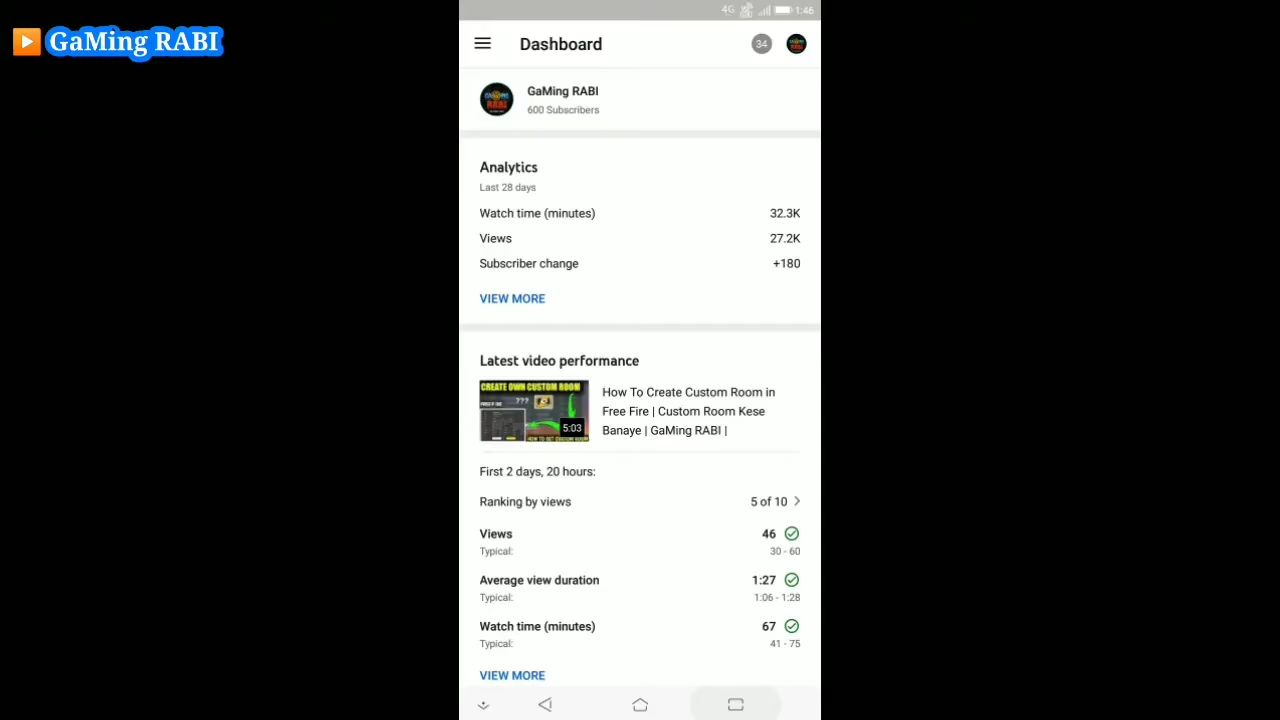 GaMing RABI
4G 1:46
Dashboard 34
GaMing RABI
600 Subscribers
Analytics
Last 28 days
Watch time (minutes) 32.3K
Views 27.2K
Subscriber change +180
VIEW MORE
Latest video performance
CREATE OWN CUSTOM ROOM
???
5:03
How To Create Custom Room in
Free Fire | Custom Room Kese
Banaye | GaMing RABI |
First 2 days, 20 hours:
Ranking by views 5 of 10
Views 46
Typical: 30 - 60
Average view duration 1:27
Typical: 1:06 - 1:28
Watch time (minutes) 67
Typical: 41 - 75
VIEW MORE